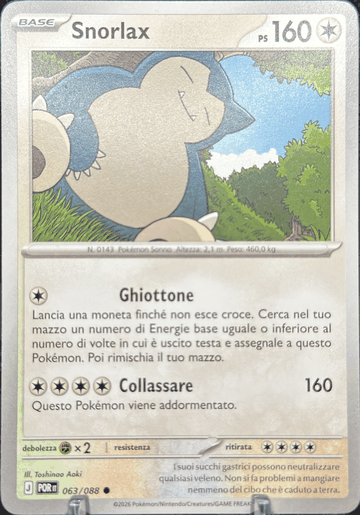 BASE Snorlax PS 160
N. 0143 Pokémon Sonno Altezza: 2,1 m Peso: 460,0 kg
Ghiottone
Lancia una moneta finché non esce croce. Cerca nel tuo
mazzo un numero di Energie base uguale o inferiore al
numero di volte in cui è uscito testa e assegnale a questo
Pokémon. Poi rimischia il tuo mazzo.
Collassare 160
Questo Pokémon viene addormentato.
debolezza ×2 resistenza ritirata
Ill. Toshinao Aoki
J POR IT 063/088
I suoi succhi gastrici possono neutralizzare
qualsiasi veleno. Non si fa problemi a mangiare
nemmeno del cibo che è caduto a terra.
©2026 Pokémon/Nintendo/Creatures/GAME FREAK